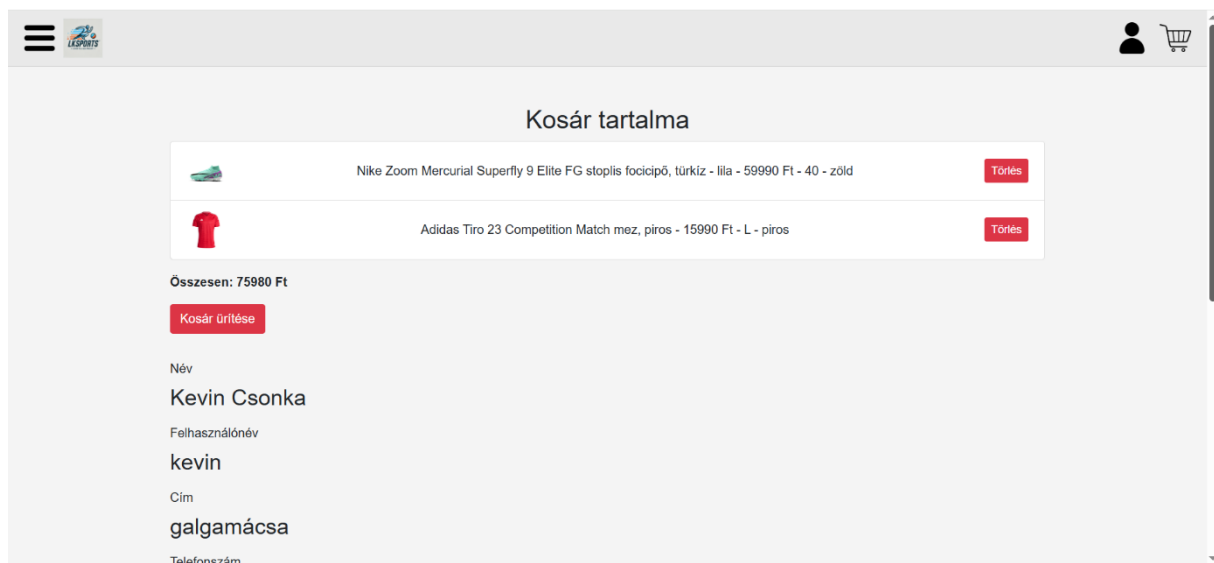 LKSPORTS
Kosár tartalma
Nike Zoom Mercurial Superfly 9 Elite FG stoplis focicipő, türkíz - lila - 59990 Ft - 40 - zöld
Törlés
Adidas Tiro 23 Competition Match mez, piros - 15990 Ft - L - piros
Törlés
Összesen: 75980 Ft
Kosár ürítése
Név
Kevin Csonka
Felhasználónév
kevin
Cím
galgamácsa
Telefonszám